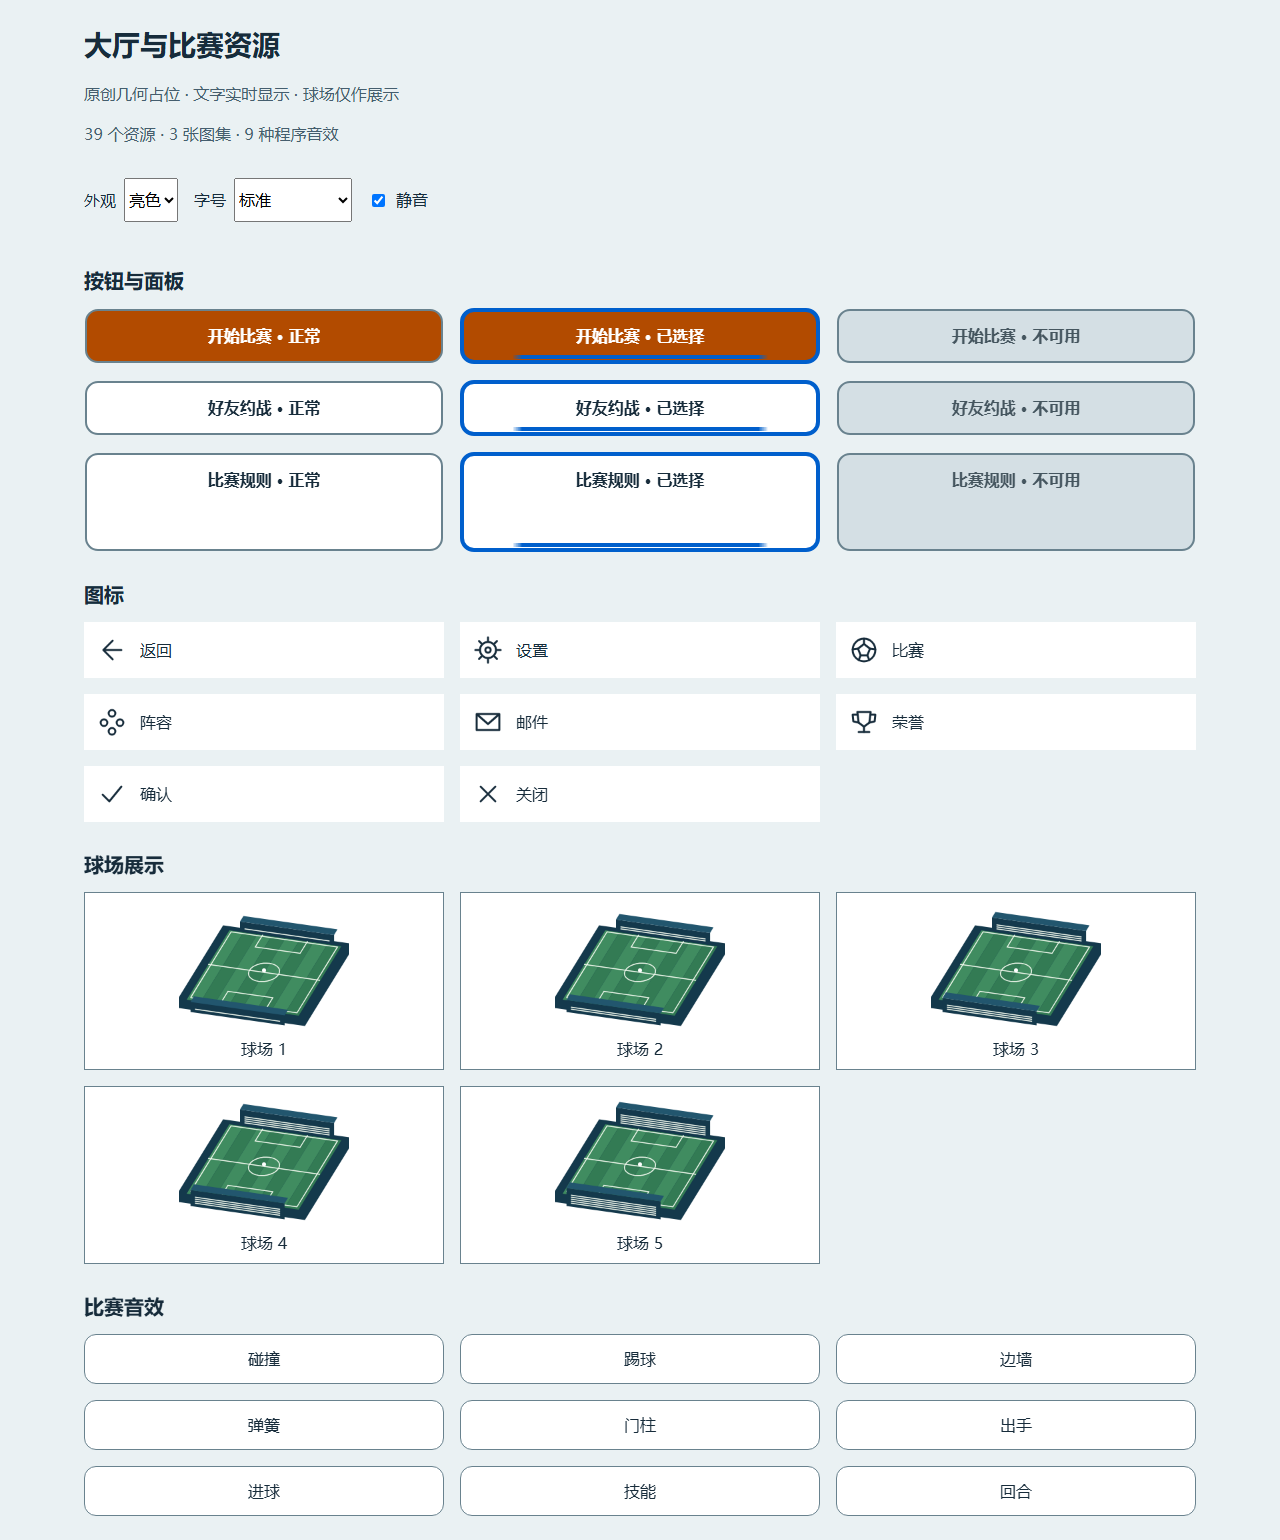 大厅与比赛资源
原创几何占位 · 文字实时显示 · 球场仅作展示
39 个资源 · 3 张图集 · 9 种程序音效
外观 亮色 字号 标准 静音
按钮与面板
开始比赛 • 正常 开始比赛 • 已选择 开始比赛 • 不可用
好友约战 • 正常 好友约战 • 已选择 好友约战 • 不可用
比赛规则 • 正常 比赛规则 • 已选择 比赛规则 • 不可用
图标
返回 设置 比赛
阵容 邮件 荣誉
确认 关闭
球场展示
球场 1 球场 2 球场 3
球场 4 球场 5
比赛音效
碰撞 踢球 边墙
弹簧 门柱 出手
进球 技能 回合